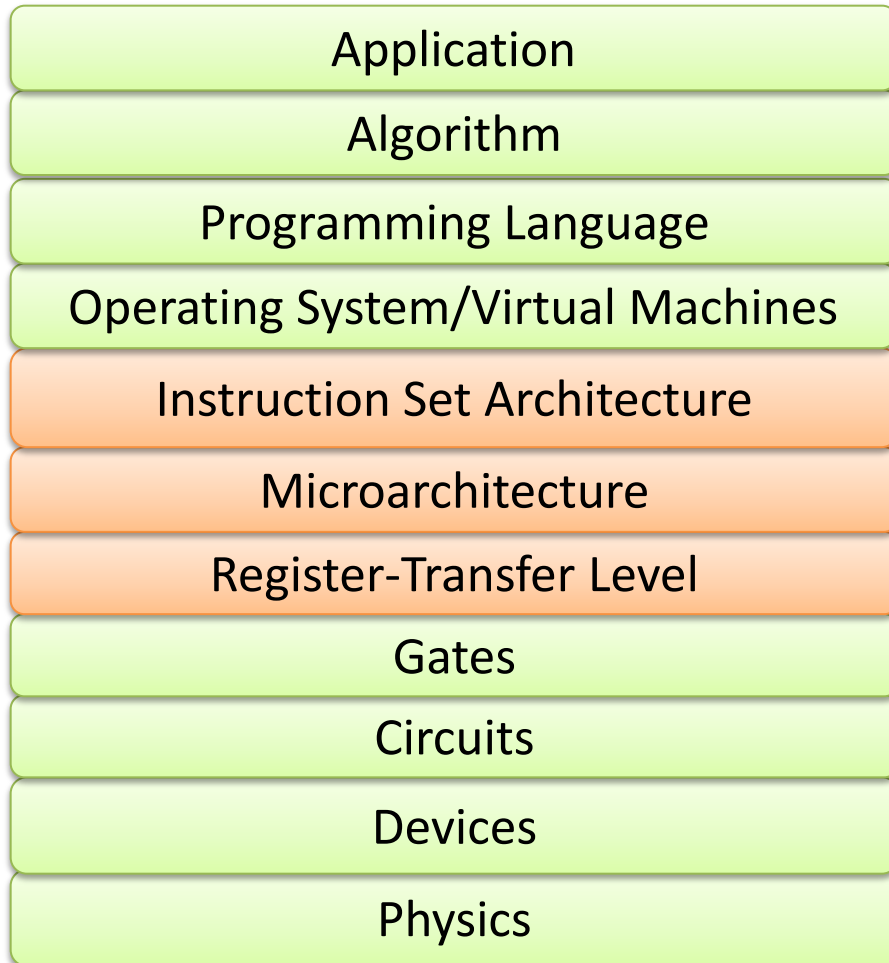 Application
Algorithm
Programming Language
Operating System/Virtual Machines
Instruction Set Architecture
Microarchitecture
Register-Transfer Level
Gates
Circuits
Devices
Physics